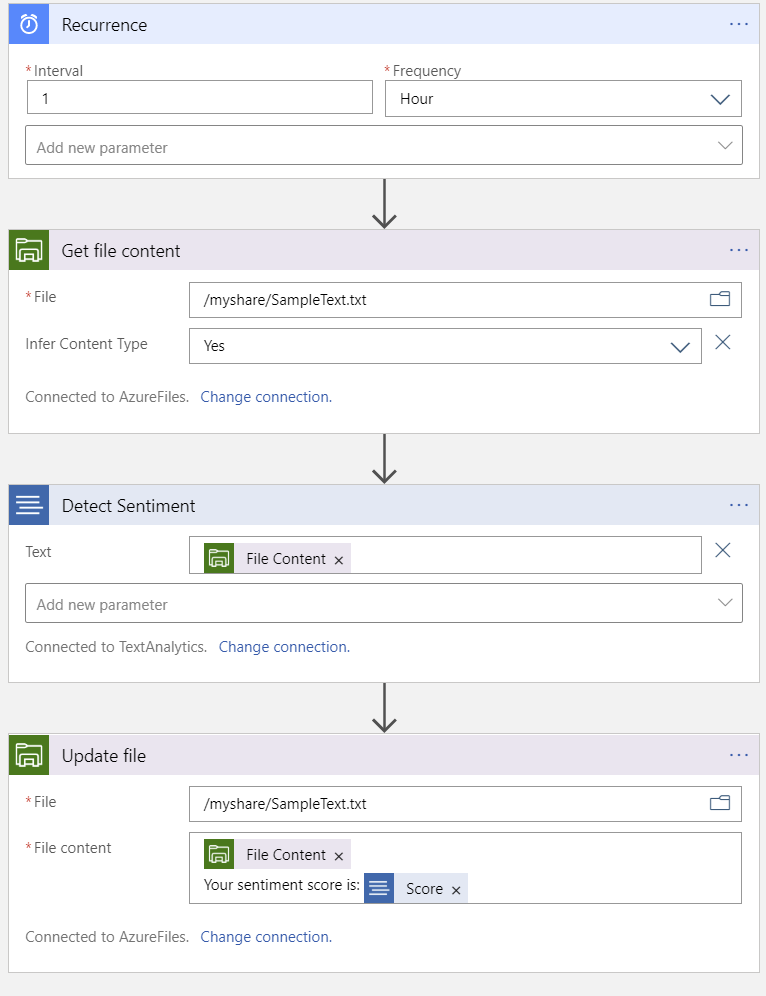 Recurrence
* Interval
* Frequency
1
Hour
Add new parameter
Get file content
* File
/myshare/SampleText.txt
Infer Content Type
Yes
Connected to AzureFiles. Change connection.
Detect Sentiment
Text
File Content ×
Add new parameter
Connected to TextAnalytics. Change connection.
Update file
* File
/myshare/SampleText.txt
* File content
File Content ×
Your sentiment score is: Score ×
Connected to AzureFiles. Change connection.